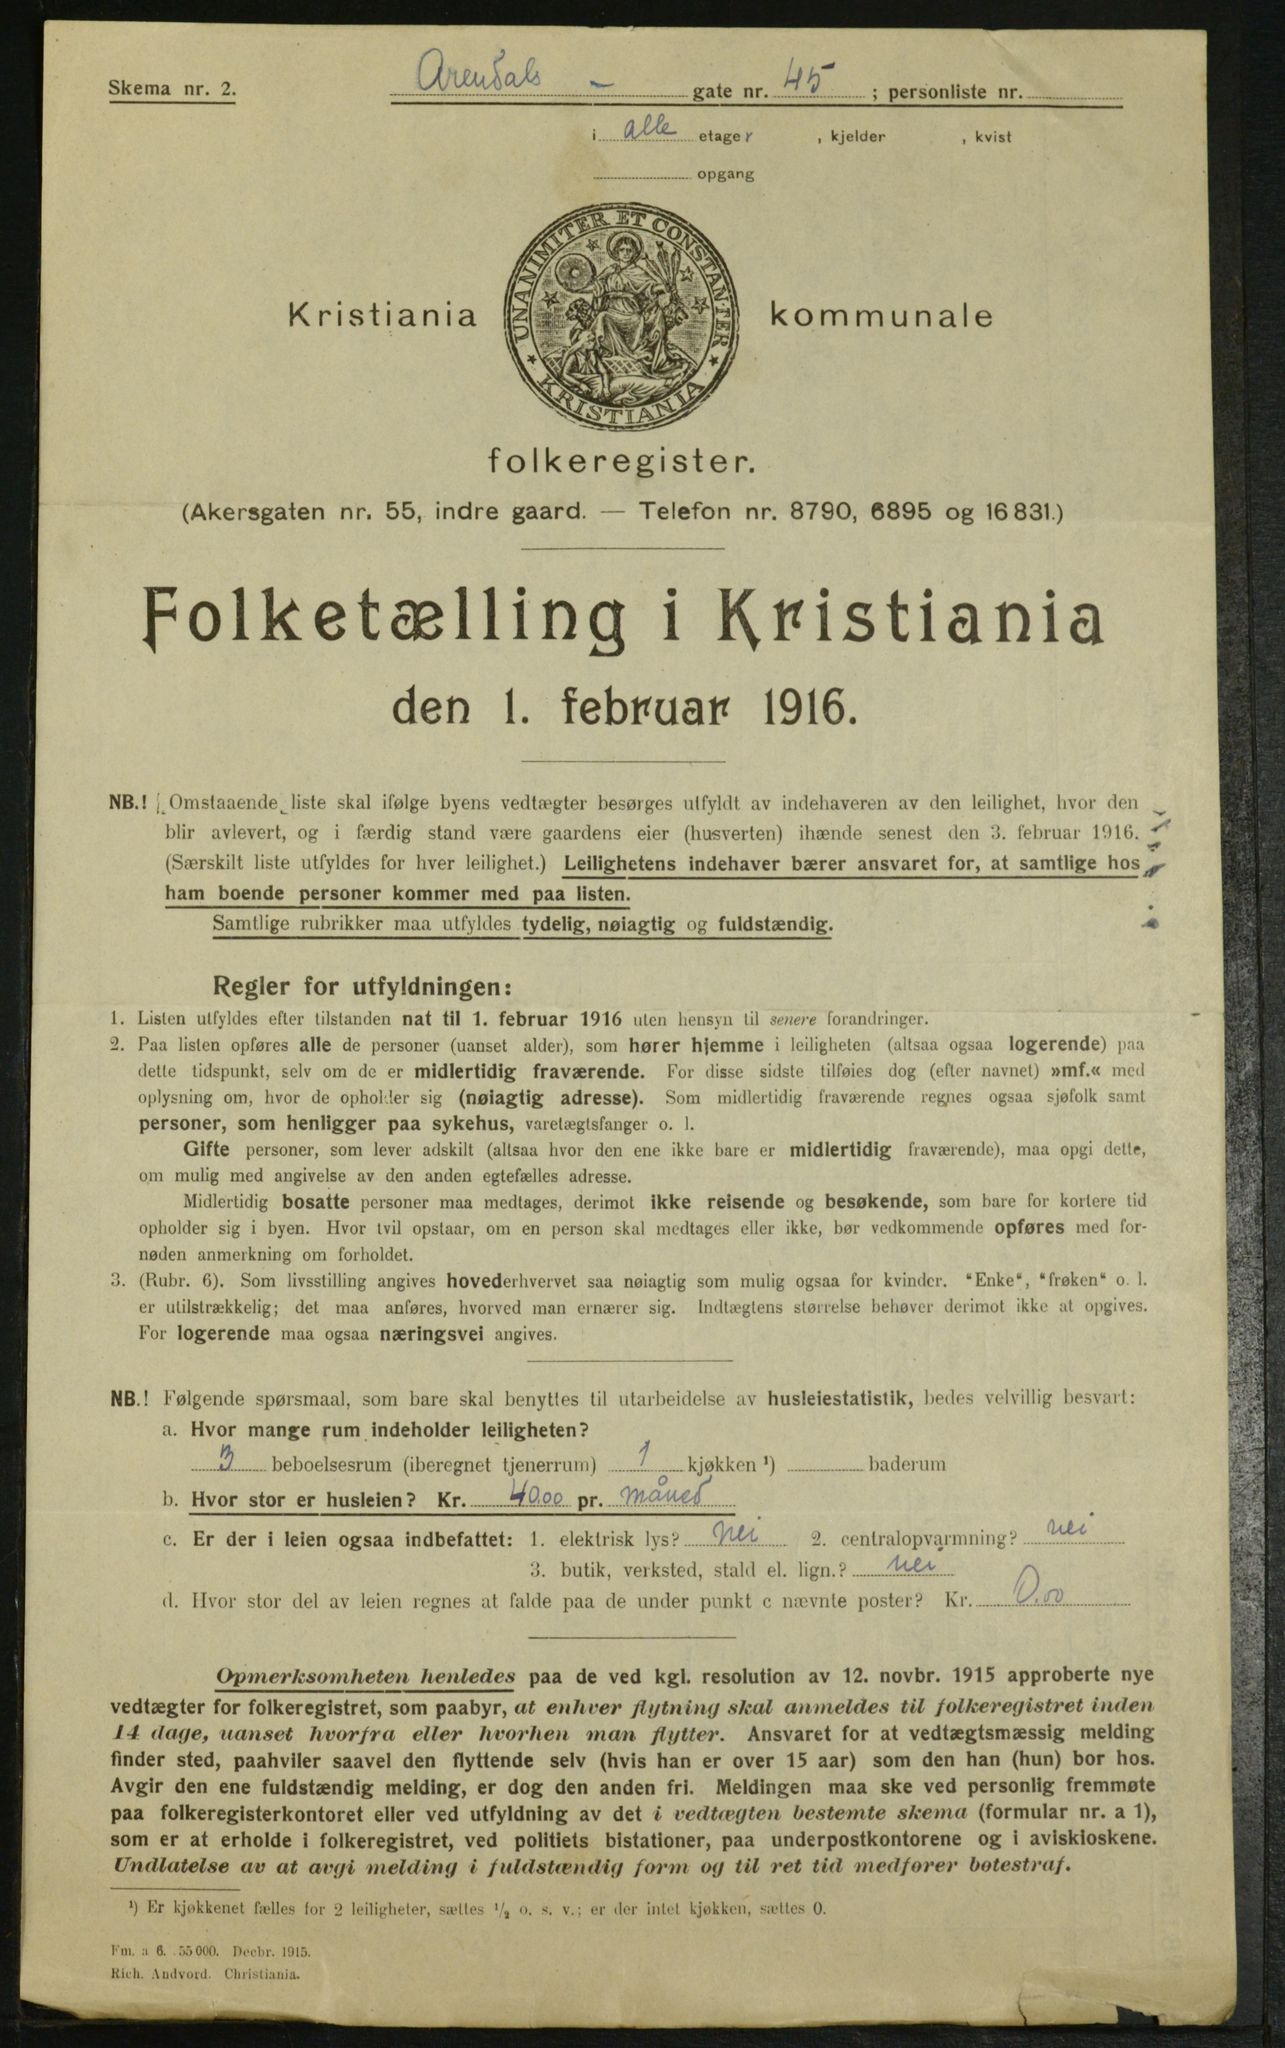 Skema nr. 2.
Arendals - gate nr. 45 ; personliste nr.
i alle etager , kjelder , kvist
opgang
UNANIMITER ET CONSTANTER
KRISTIANIA
Kristiania kommunale
folkeregister.
(Akersgaten nr. 55, indre gaard. — Telefon nr. 8790, 6895 og 16 831.)
Folketælling i Kristiania
den 1. februar 1916.
NB.! Omstaaende liste skal ifølge byens vedtægter besørges utfyldt av indehaveren av den leilighet, hvor den
blir avlevert, og i færdig stand være gaardens eier (husverten) ihænde senest den 3. februar 1916.
(Særskilt liste utfyldes for hver leilighet.) Leilighetens indehaver bærer ansvaret for, at samtlige hos
ham boende personer kommer med paa listen.
Samtlige rubrikker maa utfyldes tydelig, nøiagtig og fuldstændig.
Regler for utfyldningen:
1. Listen utfyldes efter tilstanden nat til 1. februar 1916 uten hensyn til senere forandringer.
2. Paa listen opføres alle de personer (uanset alder), som hører hjemme i leiligheten (altsaa ogsaa logerende) paa
dette tidspunkt, selv om de er midlertidig fraværende. For disse sidste tilføies dog (efter navnet) »mf.« med
oplysning om, hvor de opholder sig (nøiagtig adresse). Som midlertidig fraværende regnes ogsaa sjøfolk samt
personer, som henligger paa sykehus, varetægtsfanger o. l.
Gifte personer, som lever adskilt (altsaa hvor den ene ikke bare er midlertidig fraværende), maa opgi dette,
om mulig med angivelse av den anden egtefælles adresse.
Midlertidig bosatte personer maa medtages, derimot ikke reisende og besøkende, som bare for kortere tid
opholder sig i byen. Hvor tvil opstaar, om en person skal medtages eller ikke, bør vedkommende opføres med for-
nøden anmerkning om forholdet.
3. (Rubr. 6). Som livsstilling angives hovederhvervet saa nøiagtig som mulig ogsaa for kvinder. "Enke", "frøken" o. l.
er utilstrækkelig; det maa anføres, hvorved man ernærer sig. Indtægtens størrelse behøver derimot ikke at opgives.
For logerende maa ogsaa næringsvei angives.
NB.! Følgende spørsmaal, som bare skal benyttes til utarbeidelse av husleiestatistik, bedes velvillig besvart:
a. Hvor mange rum indeholder leiligheten?
3 beboelsesrum (iberegnet tjenerrum) 1 kjøkken ¹) baderum
b. Hvor stor er husleien? Kr. 40.00 pr. måned
c. Er der i leien ogsaa indbefattet: 1. elektrisk lys? nei 2. centralopvarmning? nei
3. butik, verksted, stald el. lign.? nei
d. Hvor stor del av leien regnes at falde paa de under punkt c nævnte poster? Kr. 0.00
Opmerksomheten henledes paa de ved kgl. resolution av 12. novbr. 1915 approberte nye
vedtægter for folkeregistret, som paabyr, at enhver flytning skal anmeldes til folkeregistret inden
14 dage, uanset hvorfra eller hvorhen man flytter. Ansvaret for at vedtægtsmæssig melding
finder sted, paahviler saavel den flyttende selv (hvis han er over 15 aar) som den han (hun) bor hos.
Avgir den ene fuldstændig melding, er dog den anden fri. Meldingen maa ske ved personlig fremmøte
paa folkeregisterkontoret eller ved utfyldning av det i vedtægten bestemte skema (formular nr. a 1),
som er at erholde i folkeregistret, ved politiets bistationer, paa underpostkontorene og i aviskioskene.
Undlatelse av at avgi melding i fuldstændig form og til ret tid medfører bøtestraf.
¹) Er kjøkkenet fælles for 2 leiligheter, sættes ½ o. s. v.; er der intet kjøkken, sættes 0.
Fm. a 6. 55 000. Decbr. 1915.
Rich. Andvord. Christiania.